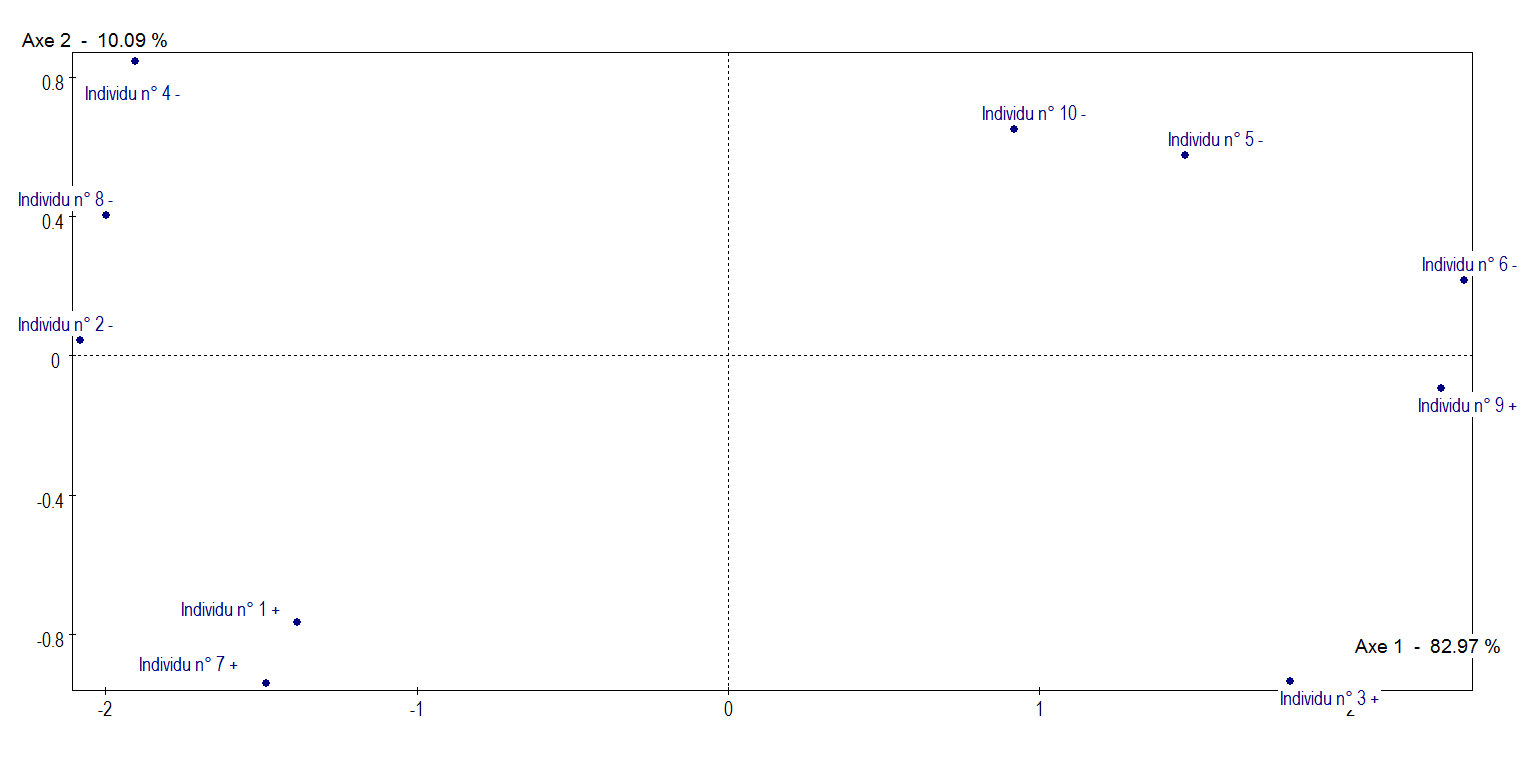 Axe 2 - 10.09 %
0.8
Individu n° 4 -
Individu n° 10 -
Individu n° 5 -
Individu n° 8 -
0.4
Individu n° 6 -
Individu n° 2 -
0
Individu n° 9 +
-0.4
Individu n° 1 +
-0.8
Axe 1 - 82.97 %
Individu n° 7 +
Individu n° 3 +
-2
-1
0
1
2